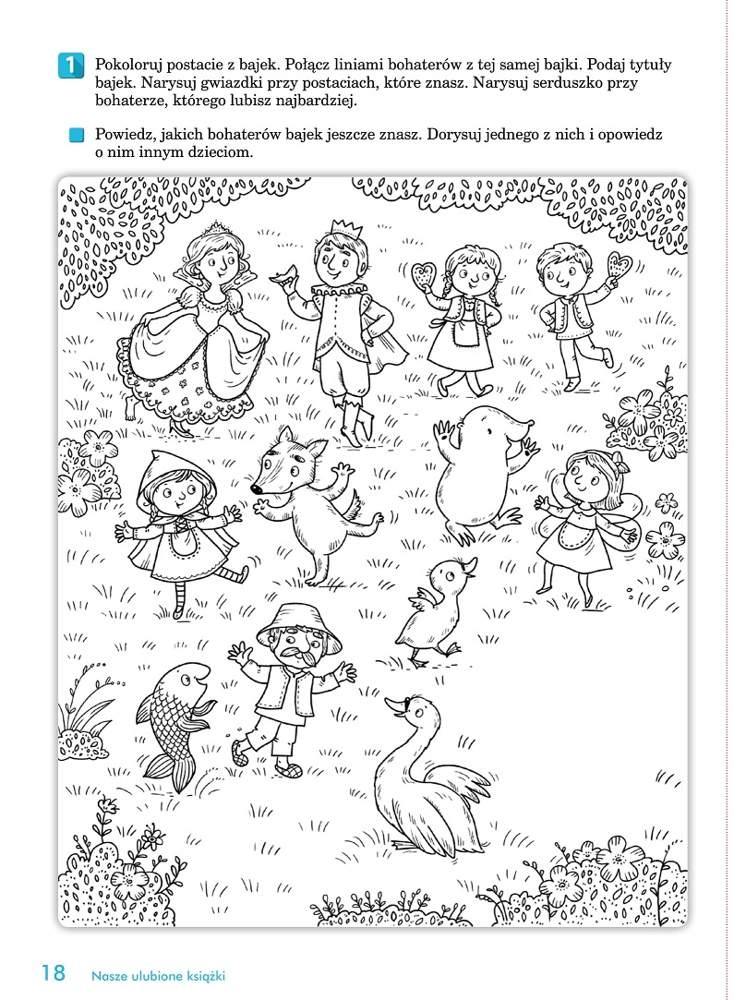 1 Pokoloruj postacie z bajek. Połącz liniami bohaterów z tej samej bajki. Podaj tytuły
bajek. Narysuj gwiazdki przy postaciach, które znasz. Narysuj serduszko przy
bohaterze, którego lubisz najbardziej.
Powiedz, jakich bohaterów bajek jeszcze znasz. Dorysuj jednego z nich i opowiedz
o nim innym dzieciom.
18 Nasze ulubione książki